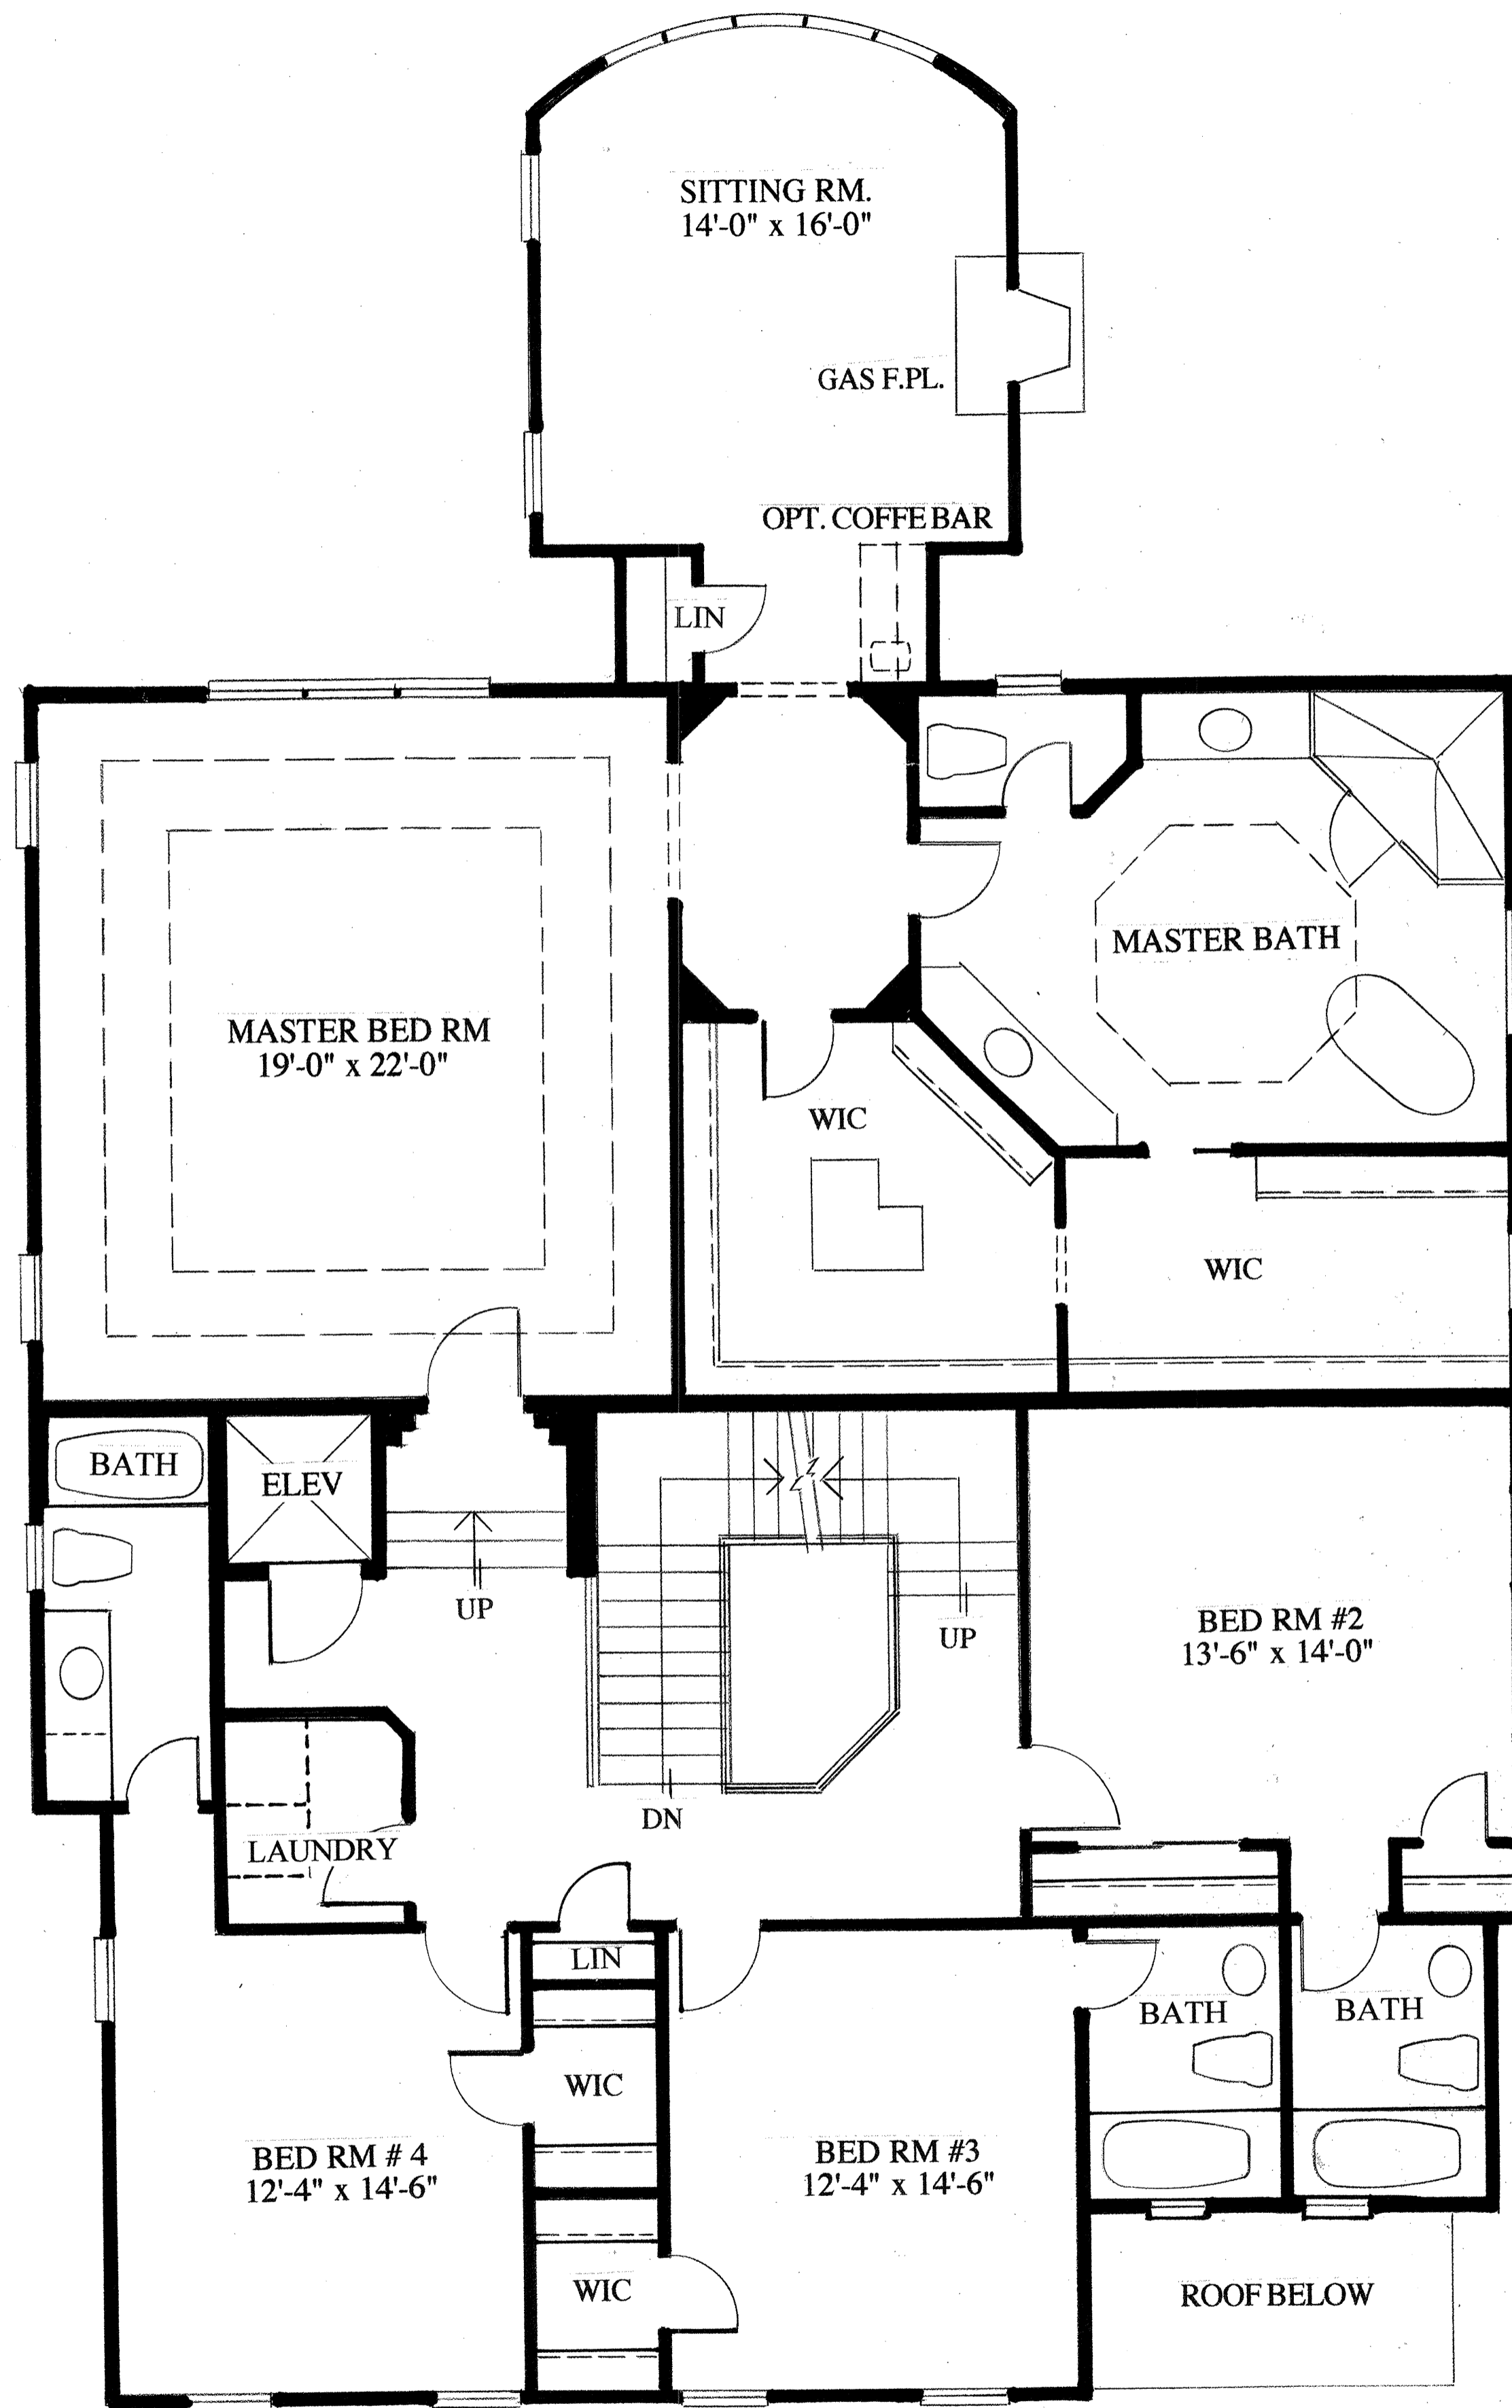 SITTING RM.
14'-0" x 16'-0"
GAS F.PL.
OPT. COFFE BAR
LIN
MASTER BATH
MASTER BED RM
19'-0" x 22'-0"
WIC
WIC
BATH
ELEV
UP
UP
BED RM #2
13'-6" x 14'-0"
DN
LAUNDRY
LIN
BATH
BATH
WIC
BED RM # 4
12'-4" x 14'-6"
BED RM #3
12'-4" x 14'-6"
WIC
ROOF BELOW